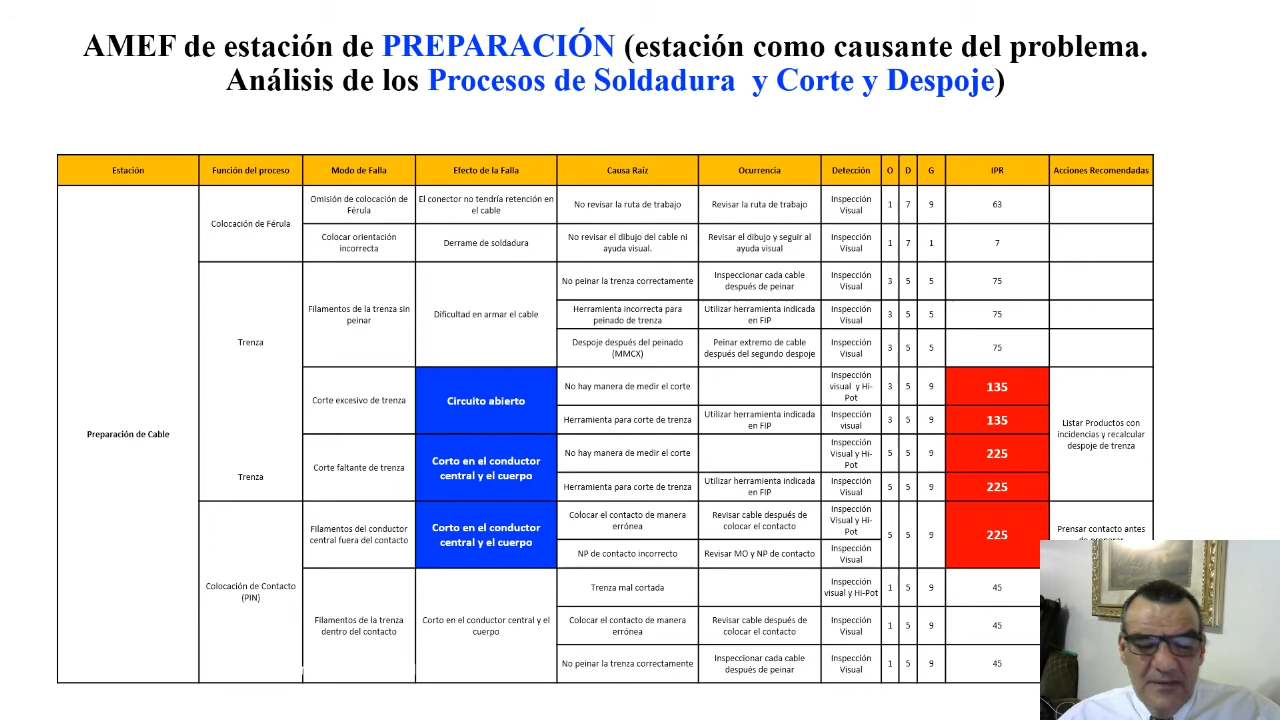 AMEF de estación de PREPARACIÓN (estación como causante del problema.
Análisis de los Procesos de Soldadura y Corte y Despoje)
Estación Función del proceso Modo de Falla Efecto de la Falla Causa Raíz Ocurrencia Detección O D G IPR Acciones Recomendadas
Preparación de Cable
Colocación de Férula
Omisión de colocación de
Férula
El conector no tendría retención en
el cable
No revisar la ruta de trabajo
Revisar la ruta de trabajo
Inspección
Visual
1 7 9 63
Colocar orientación
incorrecta
Derrame de soldadura
No revisar el dibujo del cable ni
ayuda visual.
Revisar el dibujo y seguir al
ayuda visual
Inspección
Visual
1 7 1 7
Trenza
Filamentos de la trenza sin
peinar
Dificultad en armar el cable
No peinar la trenza correctamente
Inspeccionar cada cable
después de peinar
Inspección
Visual
3 5 5 75
Herramienta incorrecta para
peinado de trenza
Utilizar herramienta indicada
en FIP
Inspección
Visual
3 5 5 75
Despoje después del peinado
(MMCX)
Peinar extremo de cable
después del segundo despoje
Inspección
Visual
3 5 5 75
Corte excesivo de trenza
Circuito abierto
No hay manera de medir el corte
Inspección
visual y Hi-
Pot
3 5 9 135
Herramienta para corte de trenza
Utilizar herramienta indicada
en FIP
Inspección
visual
3 5 9 135
Listar Productos con
incidencias y recalcular
despoje de trenza
Trenza
Corte faltante de trenza
Corto en el conductor
central y el cuerpo
No hay manera de medir el corte
Inspección
Visual y Hi-
Pot
5 5 9 225
Herramienta para corte de trenza
Utilizar herramienta indicada
en FIP
Inspección
Visual
5 5 9 225
Colocación de Contacto
(PIN)
Filamentos del conductor
central fuera del contacto
Corto en el conductor
central y el cuerpo
Colocar el contacto de manera
errónea
Revisar cable después de
colocar el contacto
Inspección
Visual y Hi-
Pot
5 5 9 225
Prensar contacto antes
NP de contacto incorrecto
Revisar MO y NP de contacto
Inspección
Visual
Filamentos de la trenza
dentro del contacto
Corto en el conductor central y el
cuerpo
Trenza mal cortada
Inspección
visual y Hi-Pot
1 5 9 45
Colocar el contacto de manera
errónea
Revisar cable después de
colocar el contacto
Inspección
Visual
1 5 9 45
No peinar la trenza correctamente
Inspeccionar cada cable
después de peinar
Inspección
Visual
1 5 9 45